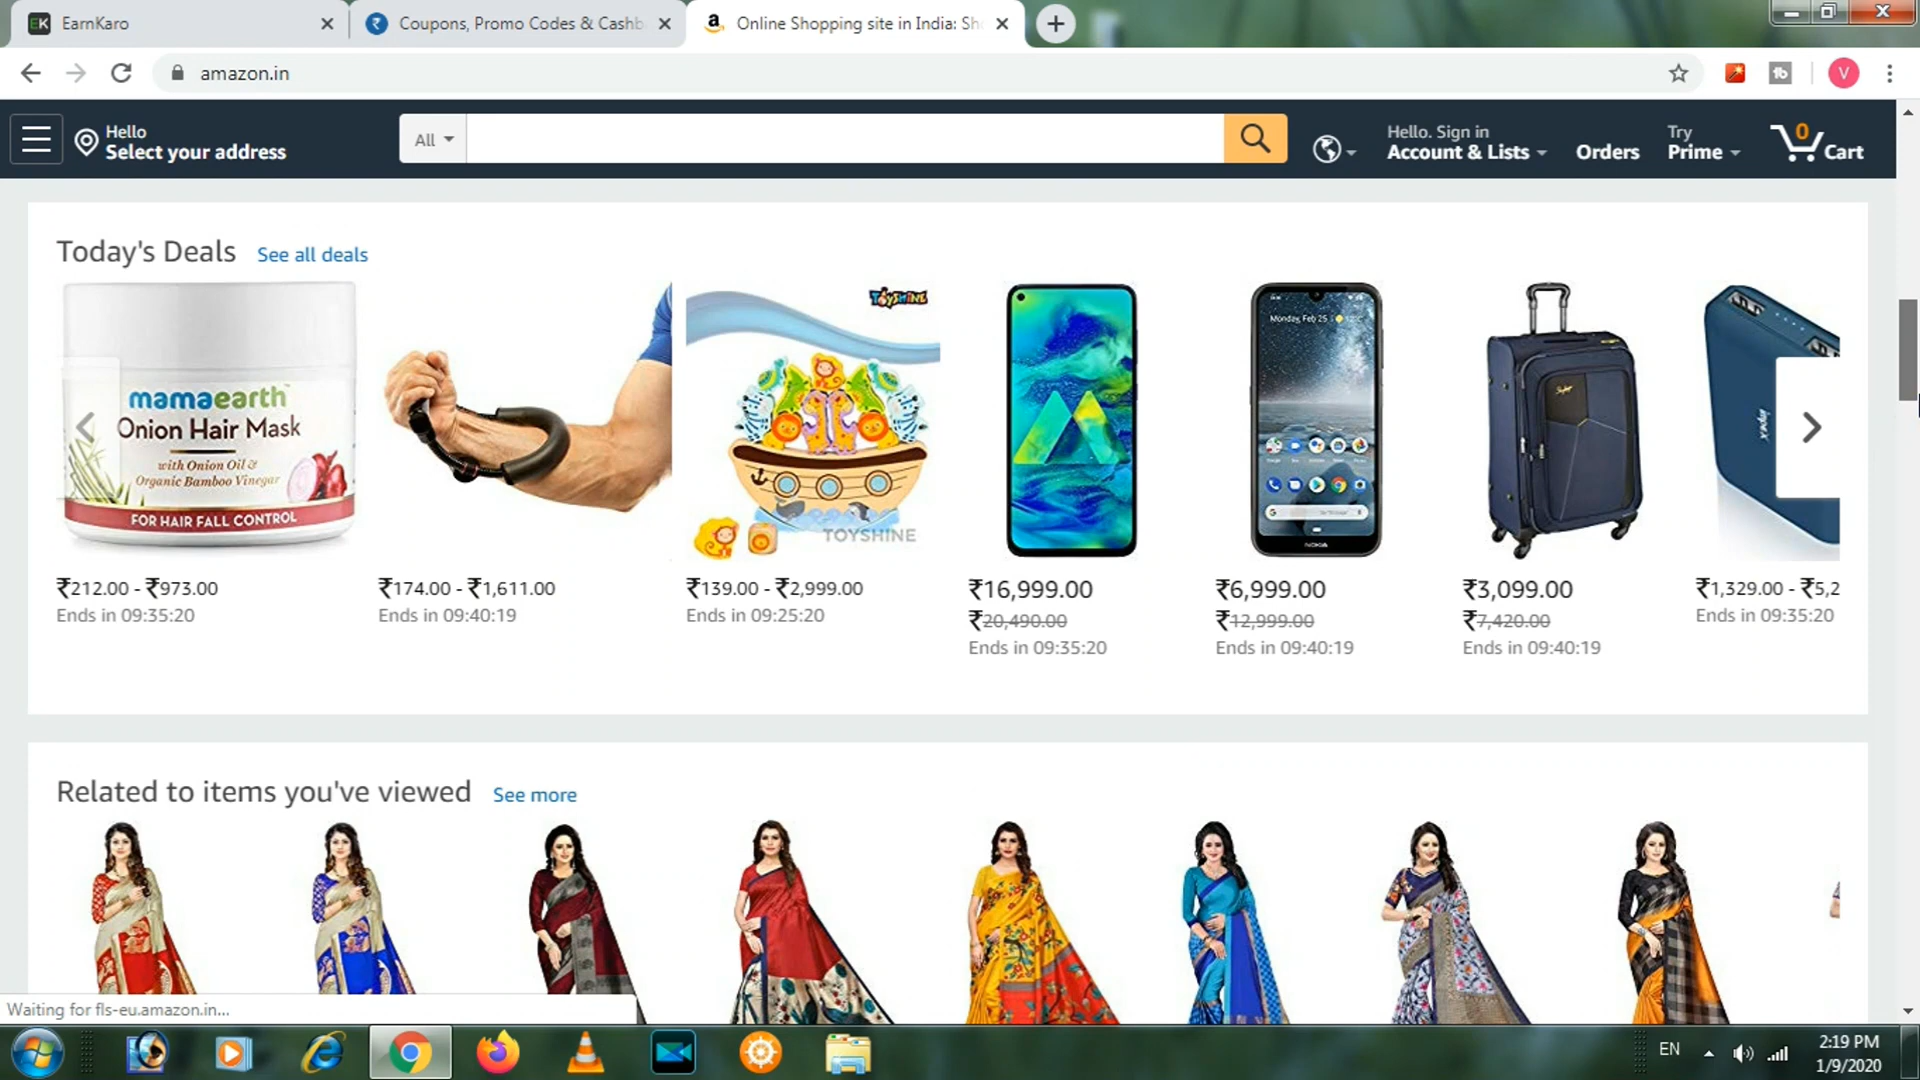 EarnKaro
Coupons, Promo Codes & Cashb
Online Shopping site in India: Sh
amazon.in
V
Hello
Select your address
All
Hello. Sign in
Account & Lists
Orders
Try
Prime
0
Cart
Today's Deals
See all deals
mamaearth
Onion Hair Mask
with Onion Oil &
Organic Bamboo Vinegar
FOR HAIR FALL CONTROL
TOYSHINE
TOYSHINE
Monday, Feb 25
NOKIA
₹212.00 - ₹973.00
Ends in 09:35:20
₹174.00 - ₹1,611.00
Ends in 09:40:19
₹139.00 - ₹2,999.00
Ends in 09:25:20
₹16,999.00
₹20,490.00
Ends in 09:35:20
₹6,999.00
₹12,999.00
Ends in 09:40:19
₹3,099.00
₹7,420.00
Ends in 09:40:19
₹1,329.00 - ₹5,2
Ends in 09:35:20
Related to items you've viewed
See more
Waiting for fls-eu.amazon.in...
EN
2:19 PM
1/9/2020